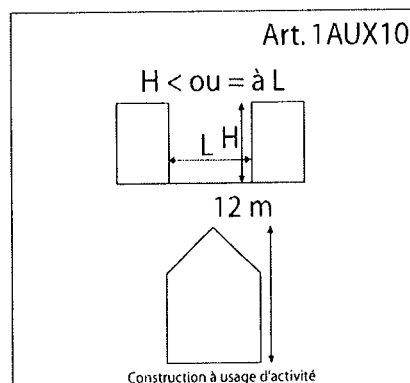 Art. 1AUX10
H < ou = à L
L H
12 m
Construction à usage d'activité